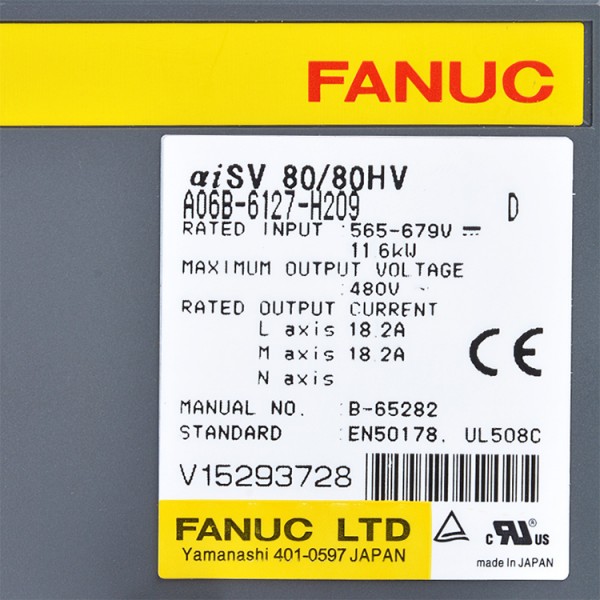 FANUC
αiSV 80/80HV
A06B-6127-H209 D
RATED INPUT :565-679V ⎓
11.6kW
MAXIMUM OUTPUT VOLTAGE
:480V ~
RATED OUTPUT CURRENT
L axis 18.2A
M axis 18.2A
N axis
MANUAL NO. :B-65282
STANDARD :EN50178, UL508C
CE
V15293728
FANUC LTD
Yamanashi 401-0597 JAPAN
c RU US
made in JAPAN